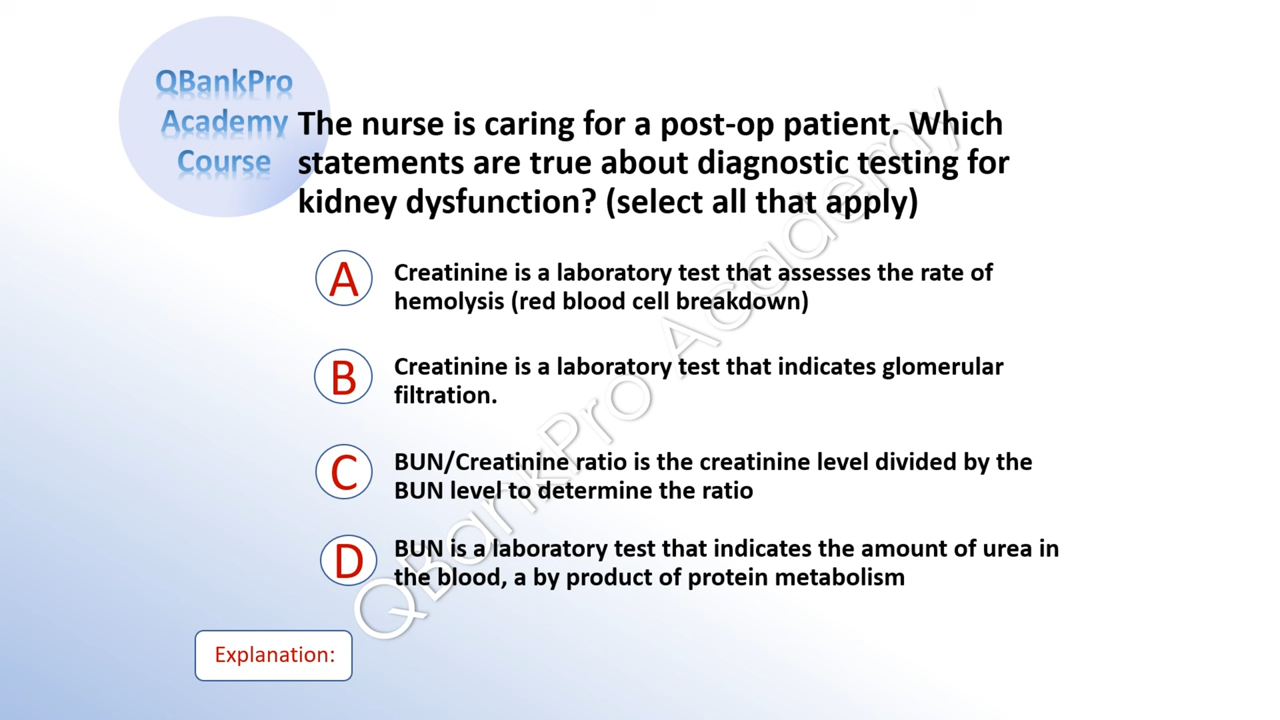 QBankPro
Academy
Course
The nurse is caring for a post-op patient. Which
statements are true about diagnostic testing for
kidney dysfunction? (select all that apply)
A
Creatinine is a laboratory test that assesses the rate of
hemolysis (red blood cell breakdown)
B
Creatinine is a laboratory test that indicates glomerular
filtration.
C
BUN/Creatinine ratio is the creatinine level divided by the
BUN level to determine the ratio
D
BUN is a laboratory test that indicates the amount of urea in
the blood, a by product of protein metabolism
QBankPro Academy
Explanation: